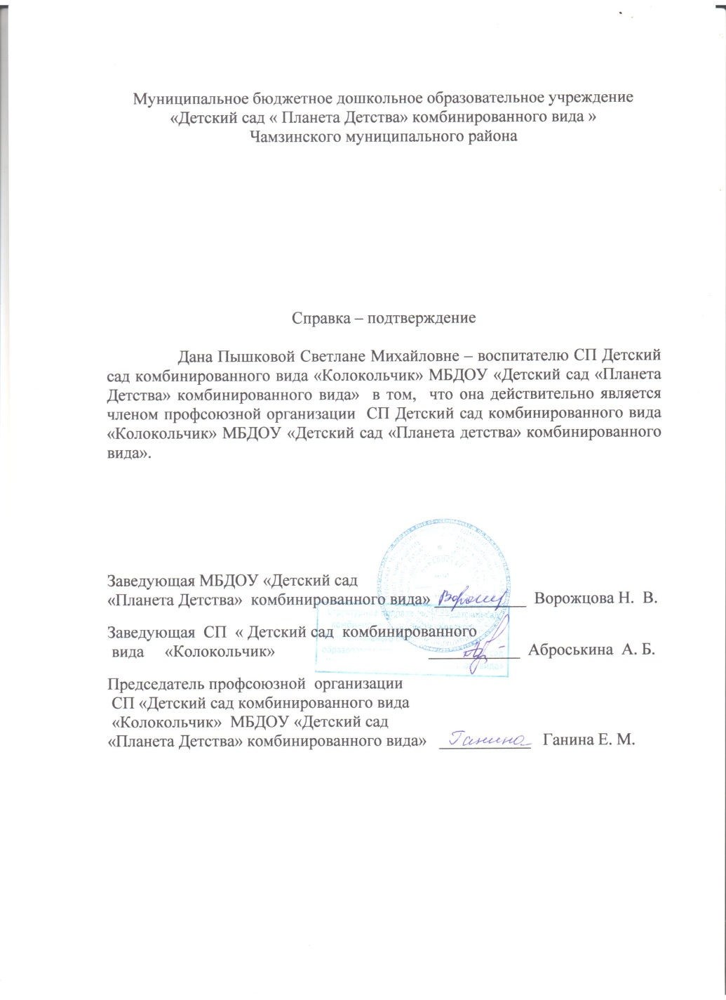 Муниципальное бюджетное дошкольное образовательное учреждение
«Детский сад « Планета Детства» комбинированного вида »
Чамзинского муниципального района
Справка – подтверждение
Дана Пышковой Светлане Михайловне – воспитателю СП Детский
сад комбинированного вида «Колокольчик» МБДОУ «Детский сад «Планета
Детства» комбинированного вида»  в том,  что она действительно является
членом профсоюзной организации  СП Детский сад комбинированного вида
«Колокольчик» МБДОУ «Детский сад «Планета детства» комбинированного
вида».
Заведующая МБДОУ «Детский сад
«Планета Детства»  комбинированного вида» ___________ Ворожцова Н.  В.
Заведующая  СП  « Детский сад  комбинированного
вида     «Колокольчик» ___________ Аброськина  А. Б.
Председатель профсоюзной  организации
СП «Детский сад комбинированного вида
«Колокольчик»  МБДОУ «Детский сад
«Планета Детства» комбинированного вида» Ганина Ганина Е. М.